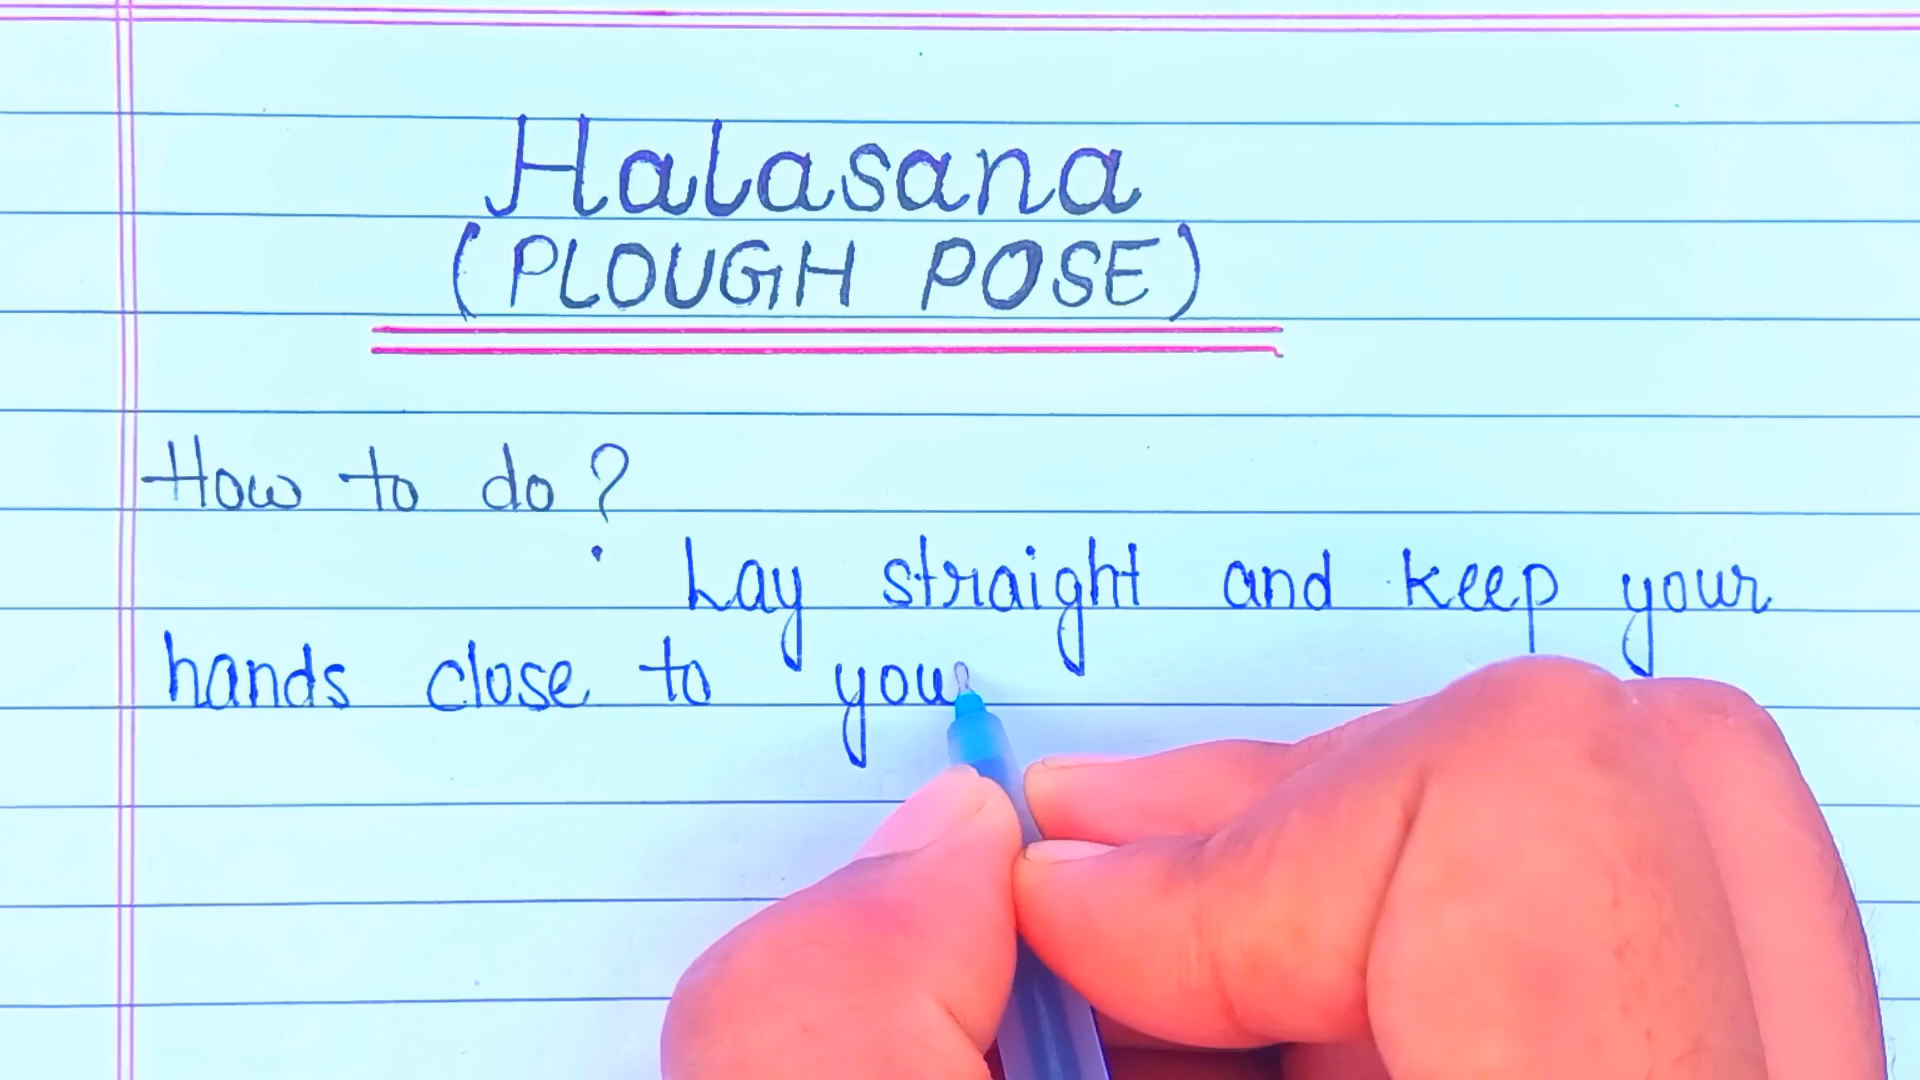 Halasana
(PLOUGH POSE)
How to do?
· Lay straight and keep your
hands close to you